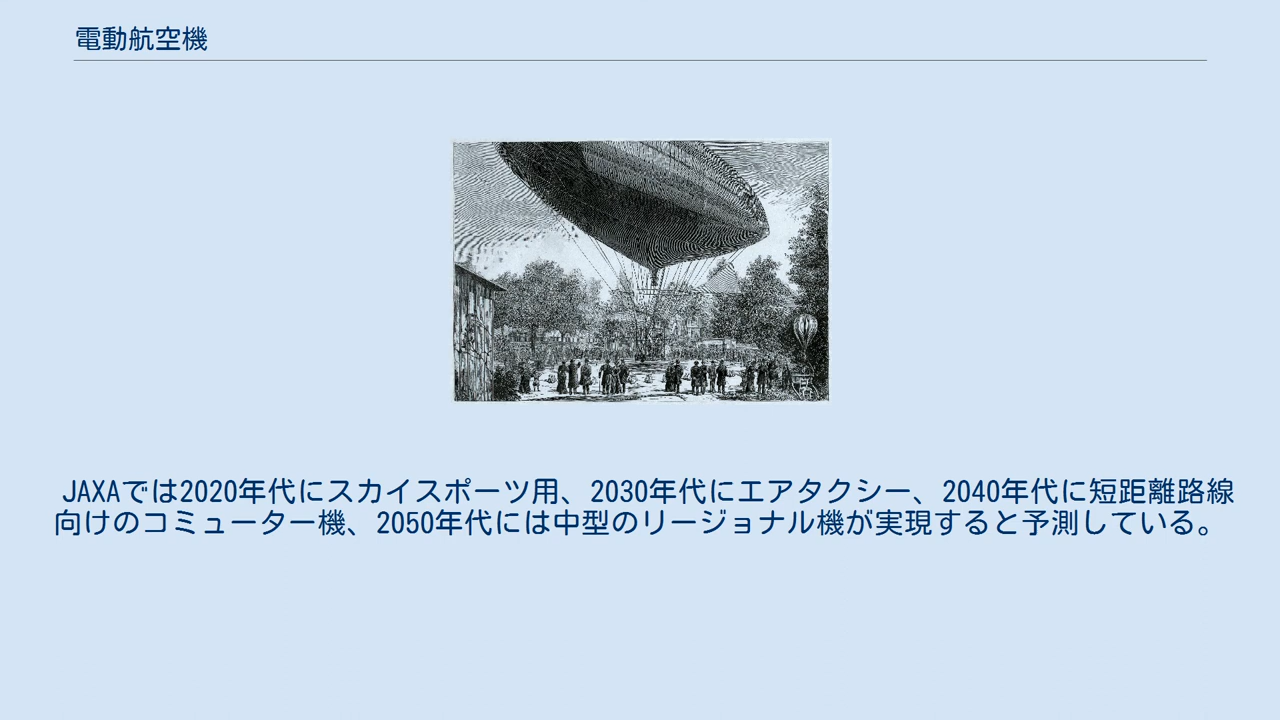 電動航空機
JAXAでは2020年代にスカイスポーツ用、2030年代にエアタクシー、2040年代に短距離路線
向けのコミューター機、2050年代には中型のリージョナル機が実現すると予測している。